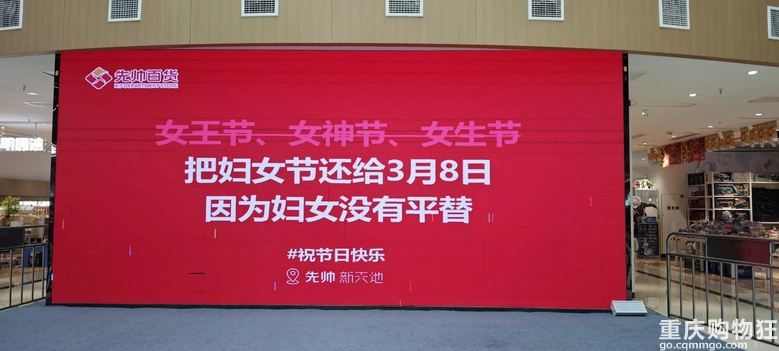 先帅百货
X·S DEPARTMENT STORE
女王节、女神节、女生节
把妇女节还给3月8日
因为妇女没有平替
#祝节日快乐
先帅 新天地
重庆购物狂
go.cqmmgo.com